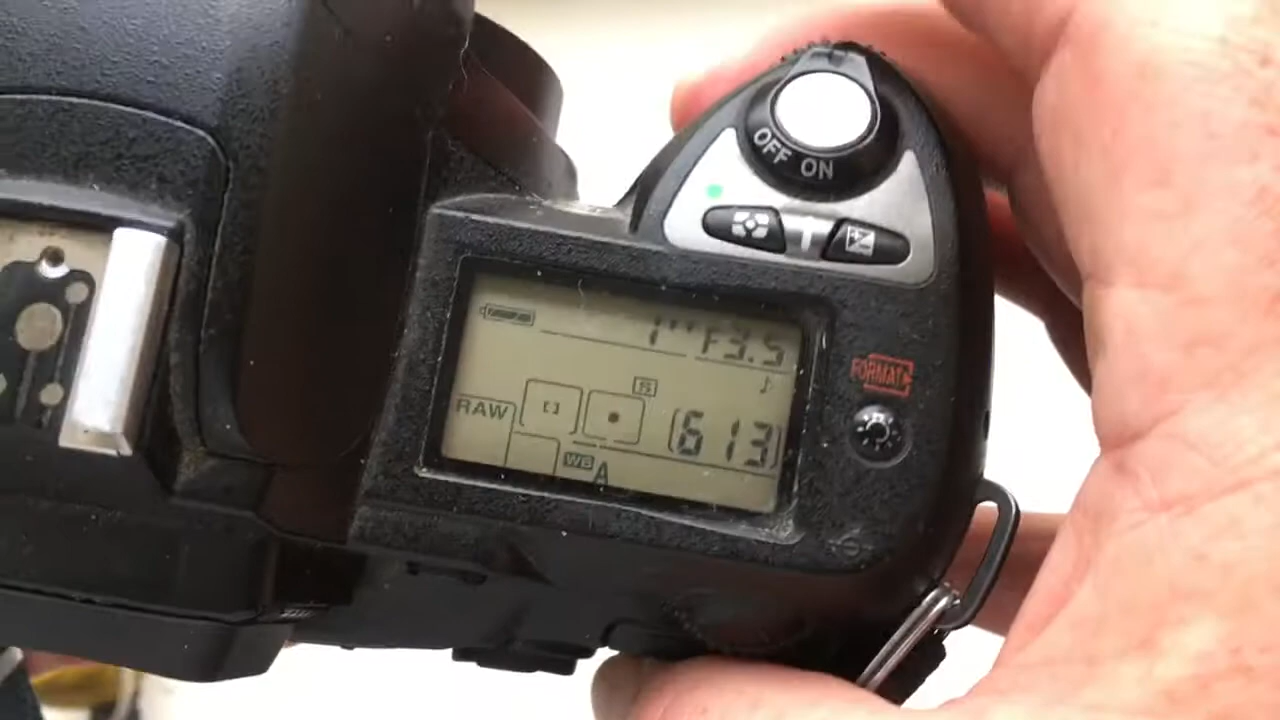 OFF ON
1" F3.5
FORMAT
S
RAW [ ] (613)
WB A